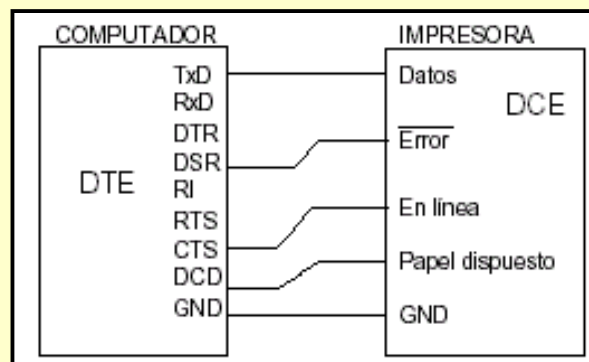 COMPUTADOR
IMPRESORA
TxD
RxD
DTR
DSR
RI
RTS
CTS
DCD
GND
DTE
Datos
DCE
Error
En línea
Papel dispuesto
GND